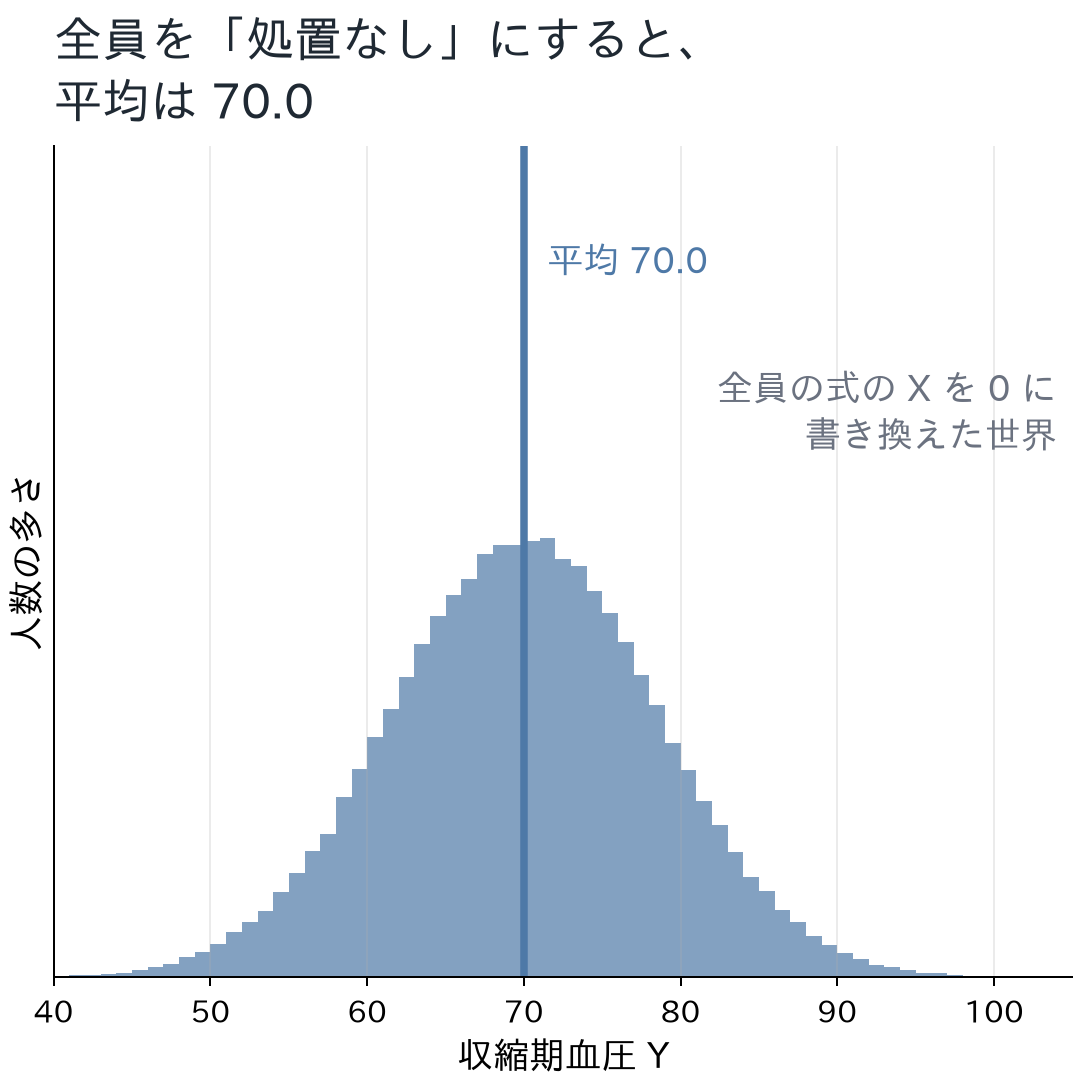 全員を「処置なし」にすると、
平均は 70.0
平均 70.0
全員の式の X を 0 に
書き換えた世界
人数の多さ
40 50 60 70 80 90 100
収縮期血圧 Y